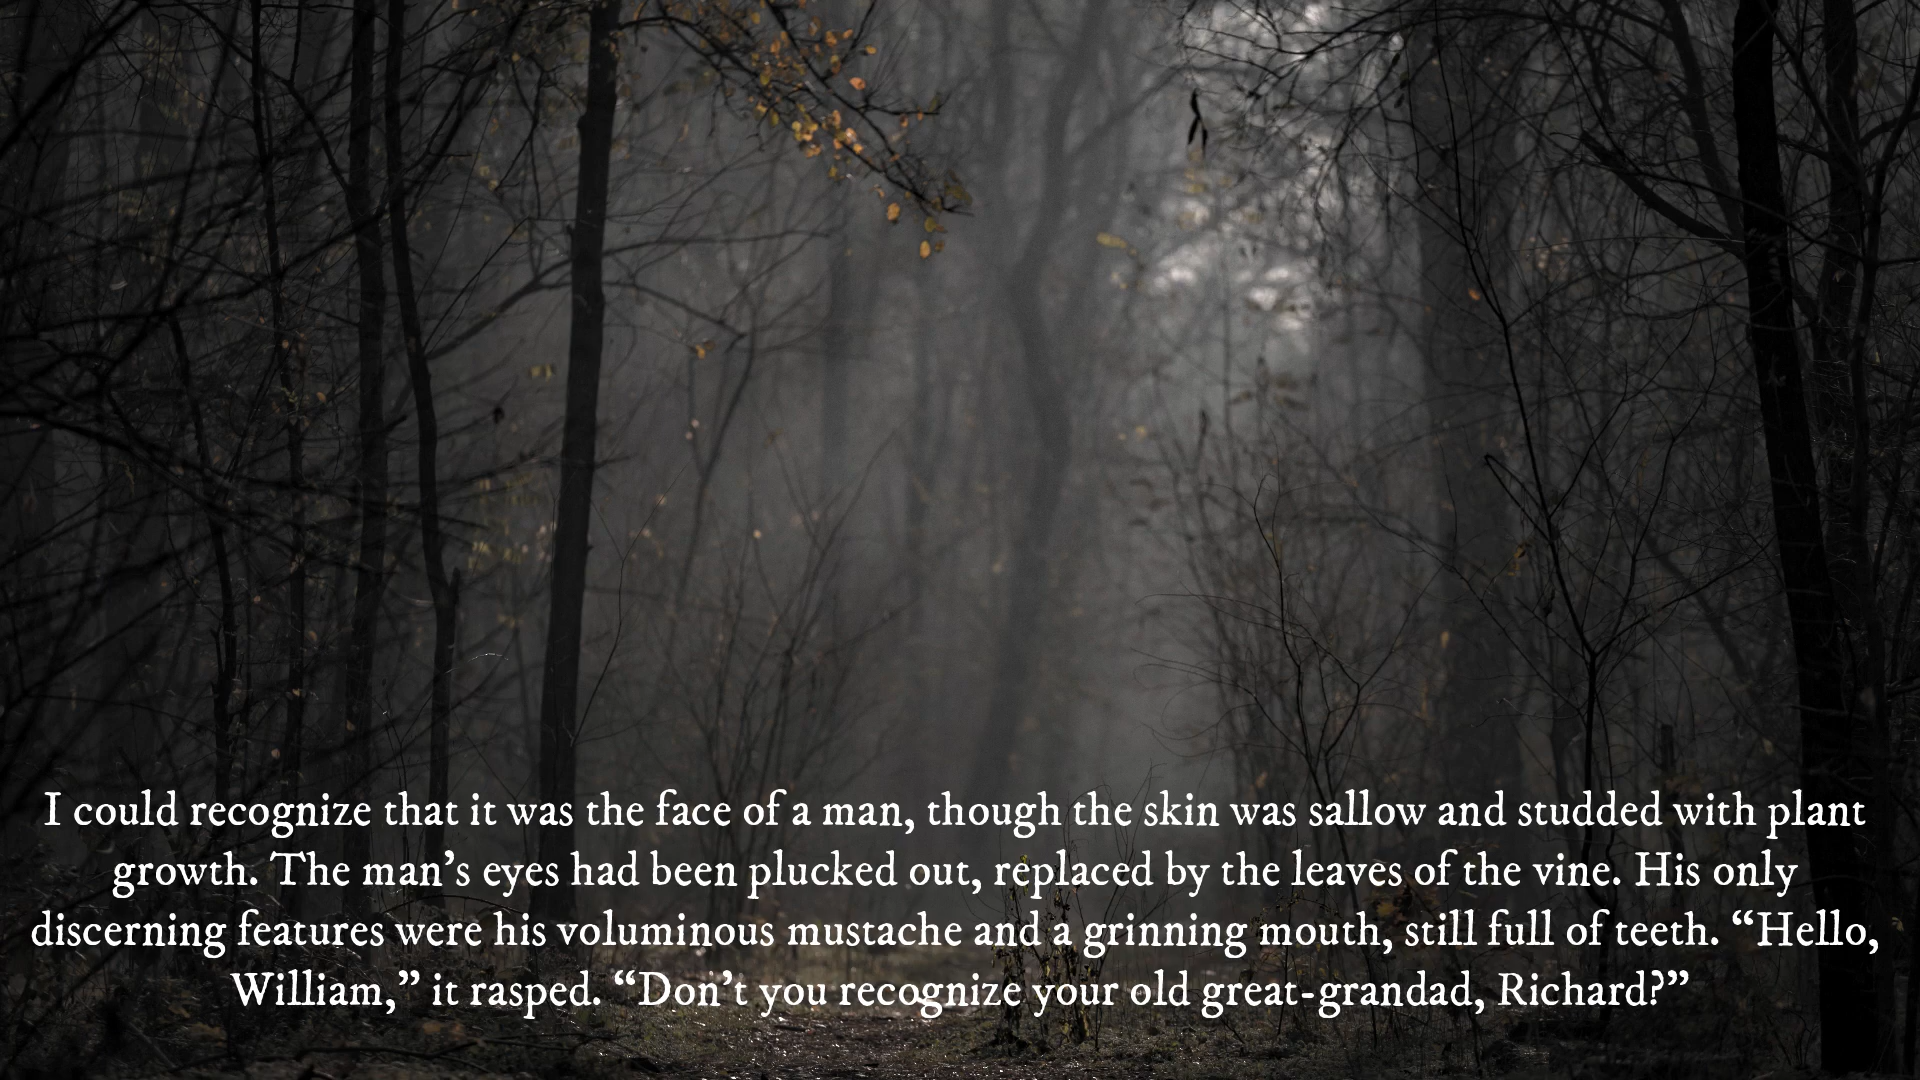 I could recognize that it was the face of a man, though the skin was sallow and studded with plant
growth. The man’s eyes had been plucked out, replaced by the leaves of the vine. His only
discerning features were his voluminous mustache and a grinning mouth, still full of teeth. “Hello,
William,” it rasped. “Don’t you recognize your old great-grandad, Richard?”